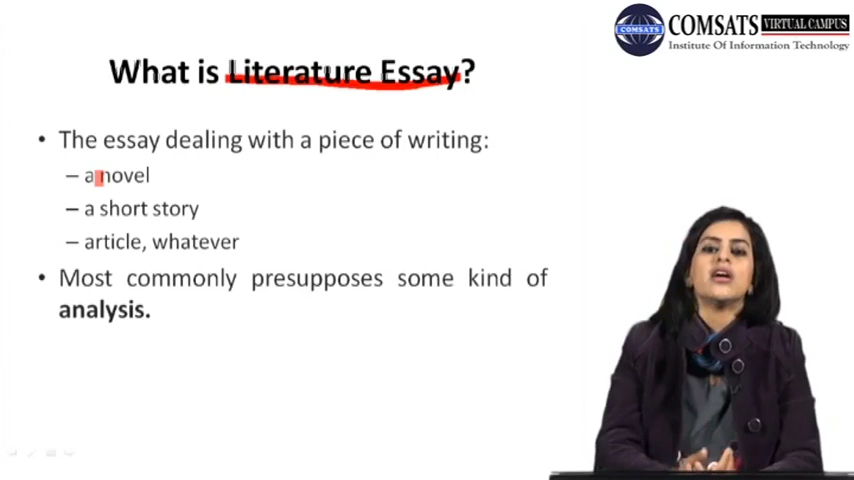 COMSATS VIRTUAL CAMPUS
COMSATS
Institute Of Information Technology
What is Literature Essay?
• The essay dealing with a piece of writing:
– a novel
– a short story
– article, whatever
• Most commonly presupposes some kind of
analysis.